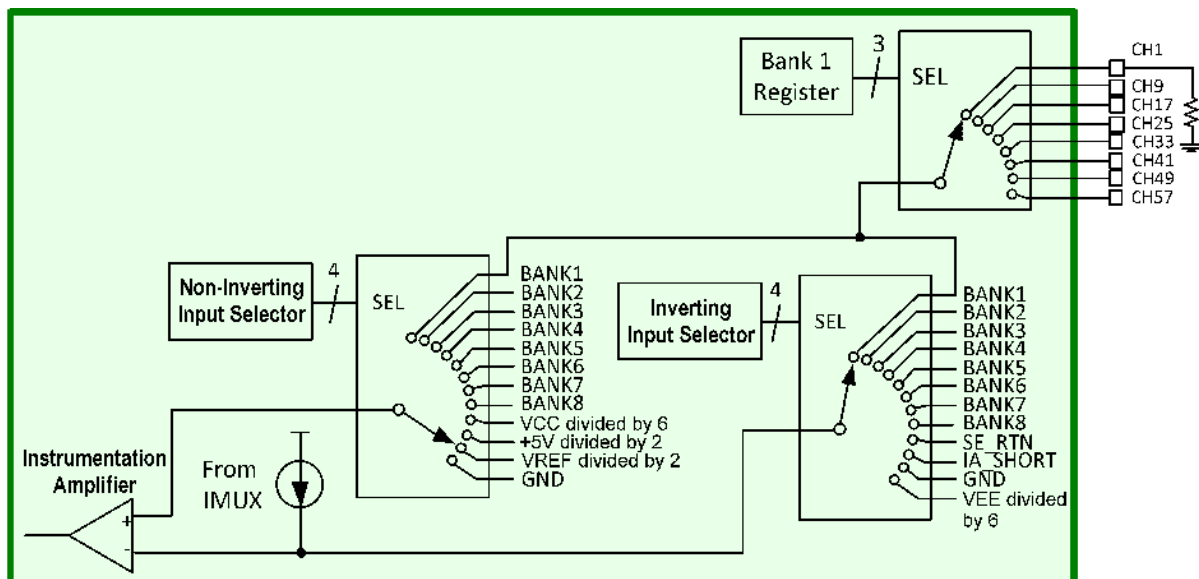 CH1
3
Bank 1
Register
SEL
CH9
CH17
CH25
CH33
CH41
CH49
CH57
Non-Inverting
Input Selector
4
SEL
BANK1
BANK2
BANK3
BANK4
BANK5
BANK6
BANK7
BANK8
VCC divided by 6
+5V divided by 2
VREF divided by 2
GND
Inverting
Input Selector
4
SEL
BANK1
BANK2
BANK3
BANK4
BANK5
BANK6
BANK7
BANK8
SE_RTN
IA_SHORT
GND
VEE divided
by 6
Instrumentation
Amplifier
From
IMUX
+
-